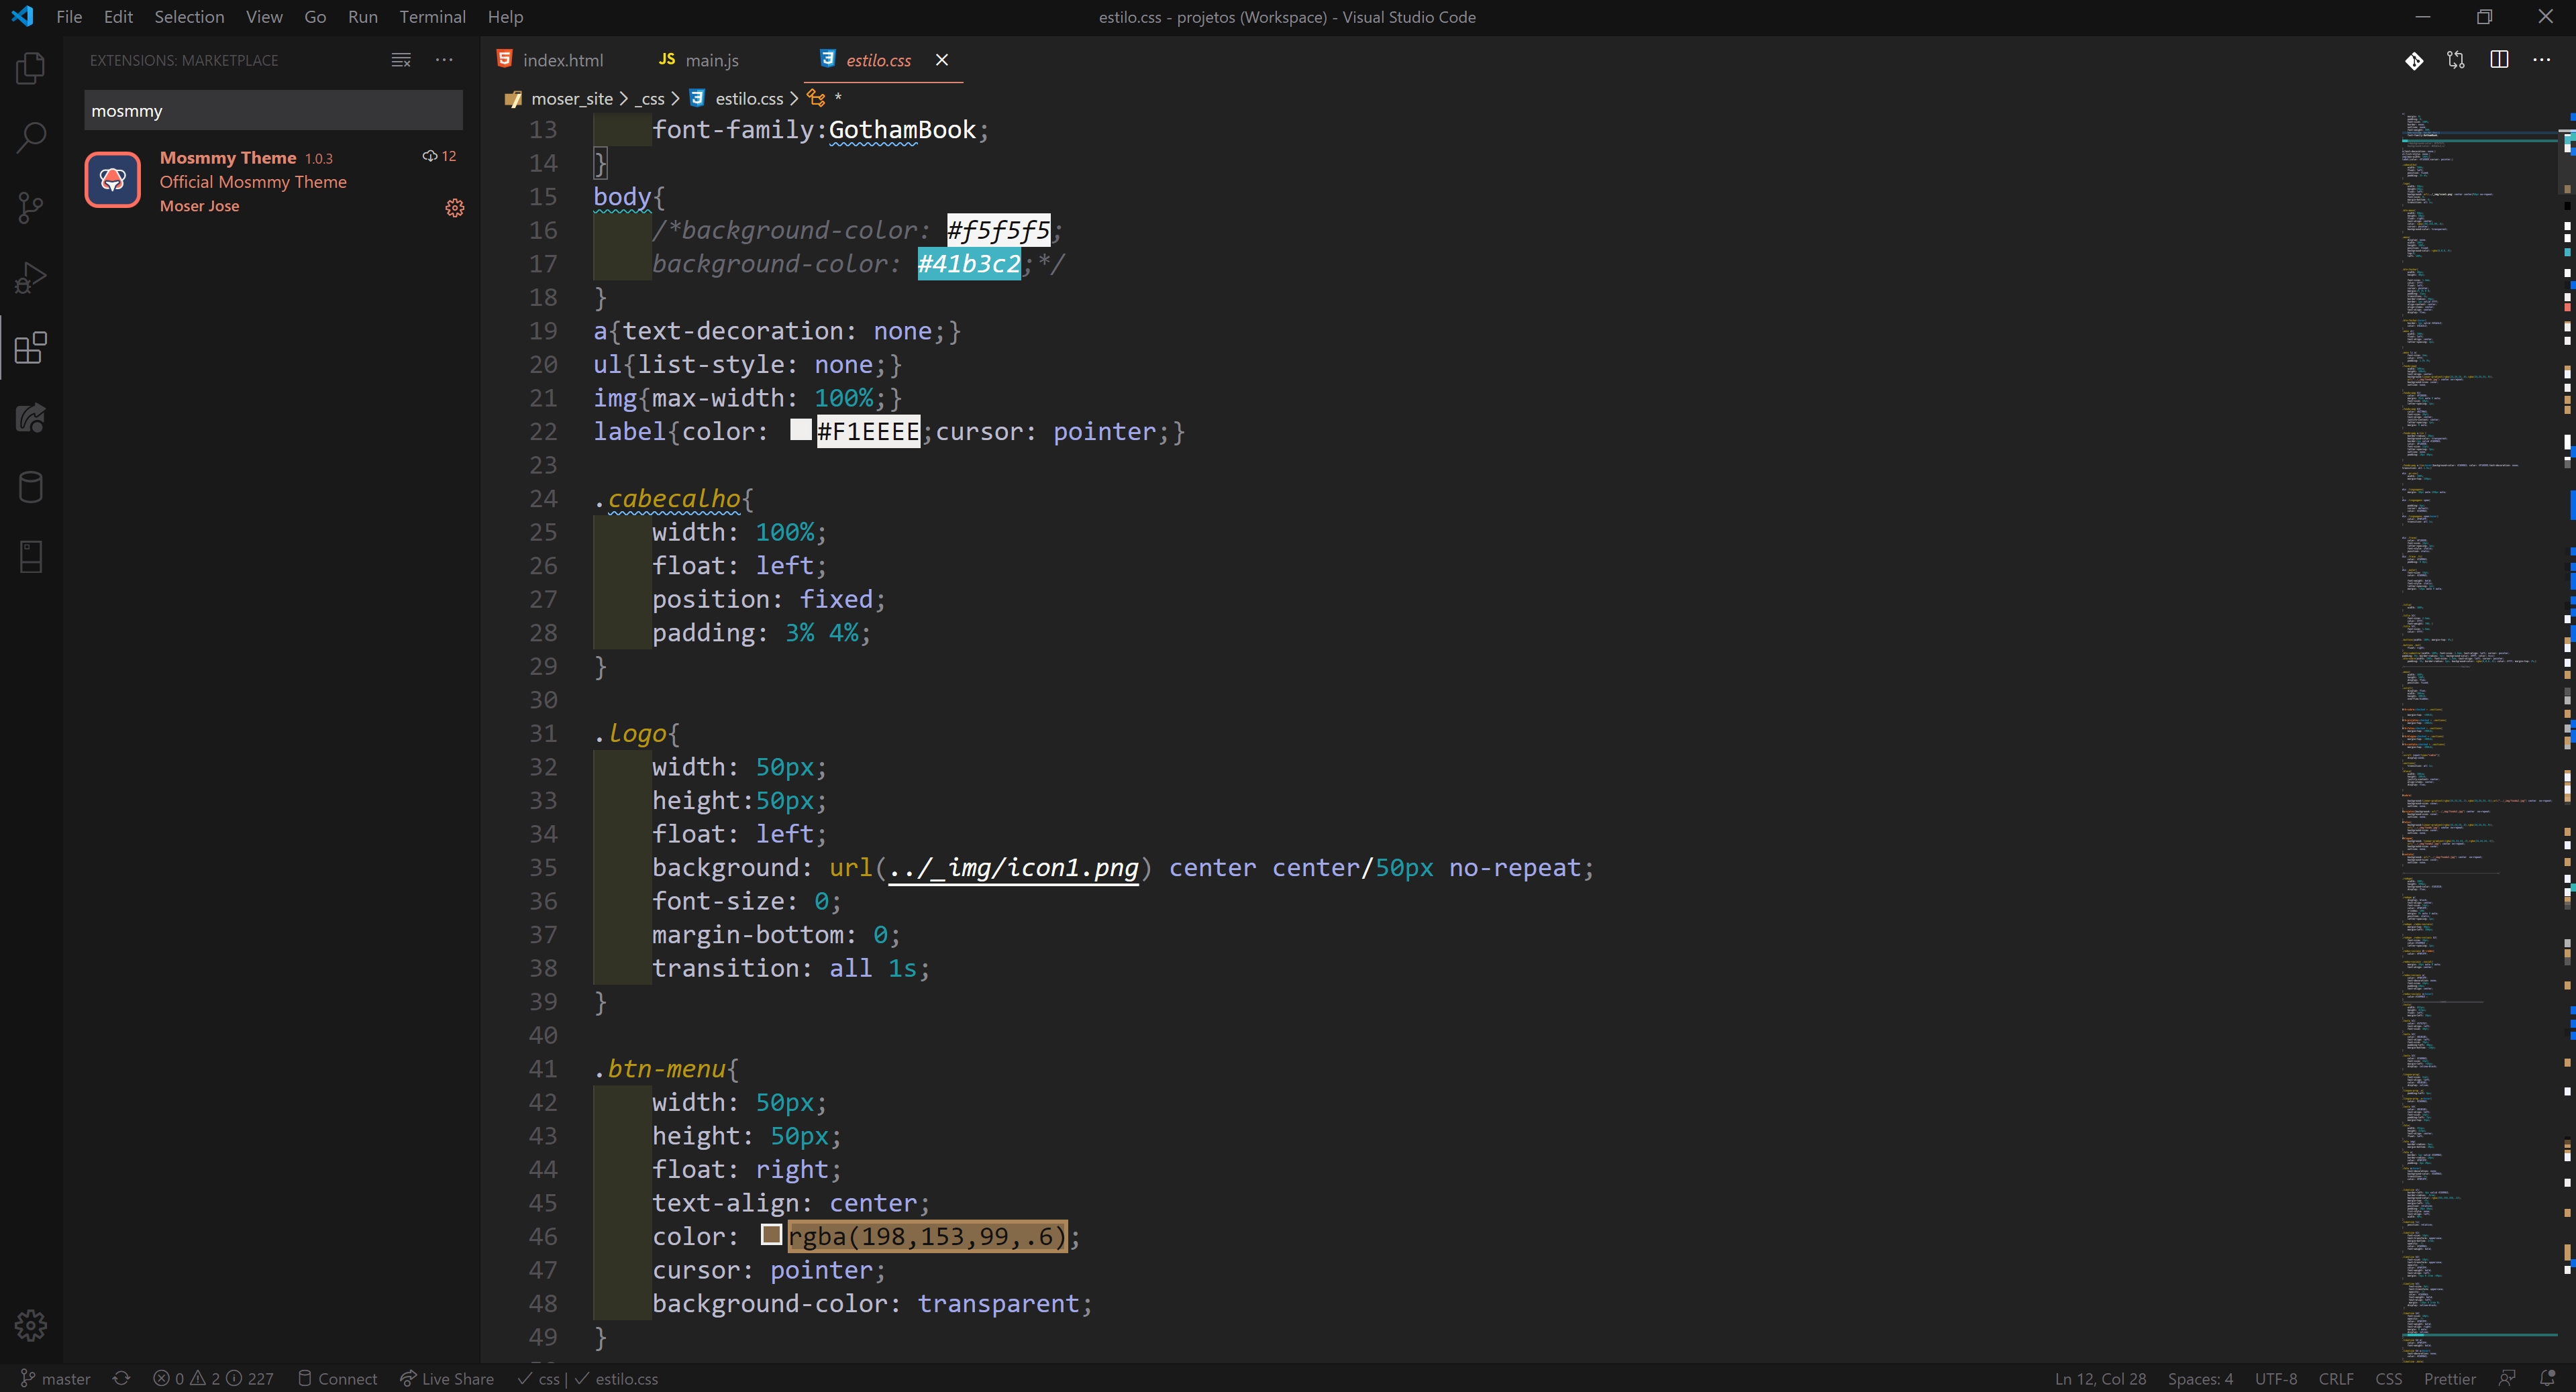 File Edit Selection View Go Run Terminal Help
estilo.css - projetos (Workspace) - Visual Studio Code
EXTENSIONS: MARKETPLACE
mosmmy
Mosmmy Theme 1.0.3 12
Official Mosmmy Theme
Moser Jose
index.html JS main.js estilo.css
moser_site > _css > estilo.css > *
13 font-family:GothamBook;
14 }
15 body{
16 /*background-color: #f5f5f5;
17 background-color: #41b3c2;*/
18 }
19 a{text-decoration: none;}
20 ul{list-style: none;}
21 img{max-width: 100%;}
22 label{color: #F1EEEE;cursor: pointer;}
23
24 .cabecalho{
25 width: 100%;
26 float: left;
27 position: fixed;
28 padding: 3% 4%;
29 }
30
31 .logo{
32 width: 50px;
33 height:50px;
34 float: left;
35 background: url(../_img/icon1.png) center center/50px no-repeat;
36 font-size: 0;
37 margin-bottom: 0;
38 transition: all 1s;
39 }
40
41 .btn-menu{
42 width: 50px;
43 height: 50px;
44 float: right;
45 text-align: center;
46 color: rgba(198,153,99,.6);
47 cursor: pointer;
48 background-color: transparent;
49 }
master 0 2 227 Connect Live Share css | estilo.css Ln 12, Col 28 Spaces: 4 UTF-8 CRLF CSS Prettier